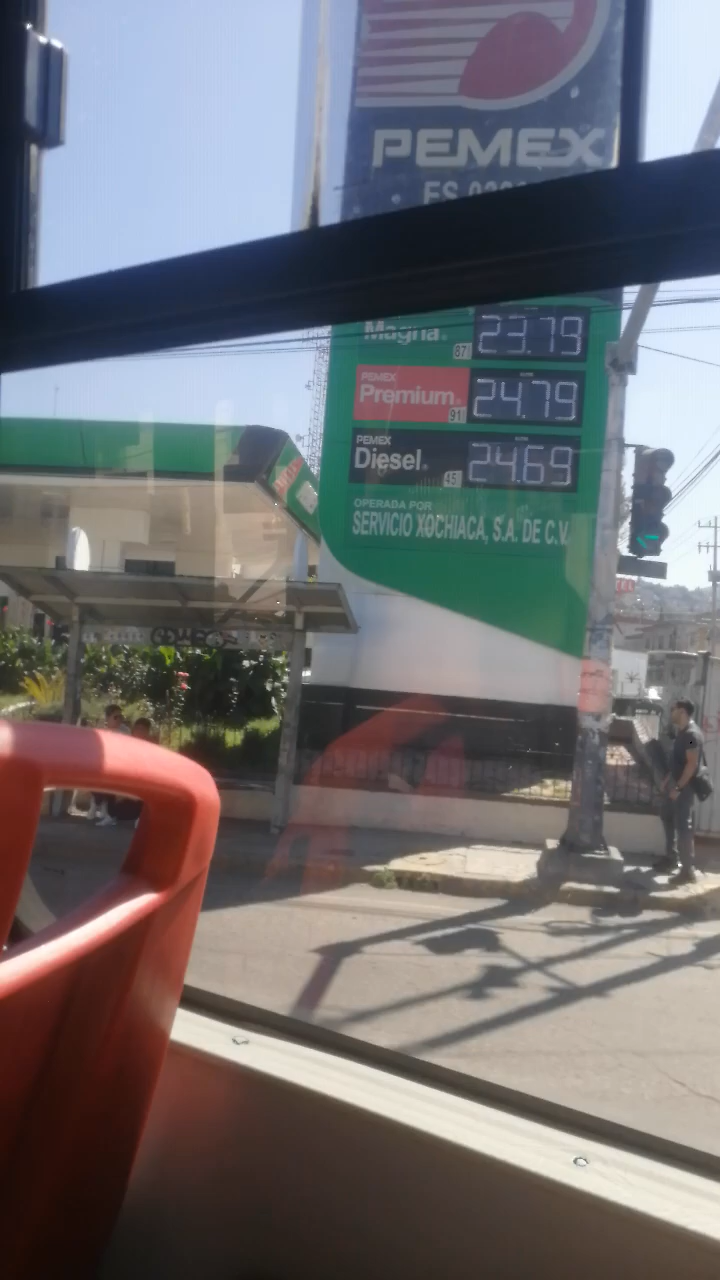 PEMEX
Magna
87
23.79
PEMEX
Premium
91
24.79
PEMEX
Diesel
45
24.69
OPERADA POR
SERVICIO XOCHIACA, S.A. DE C.V.